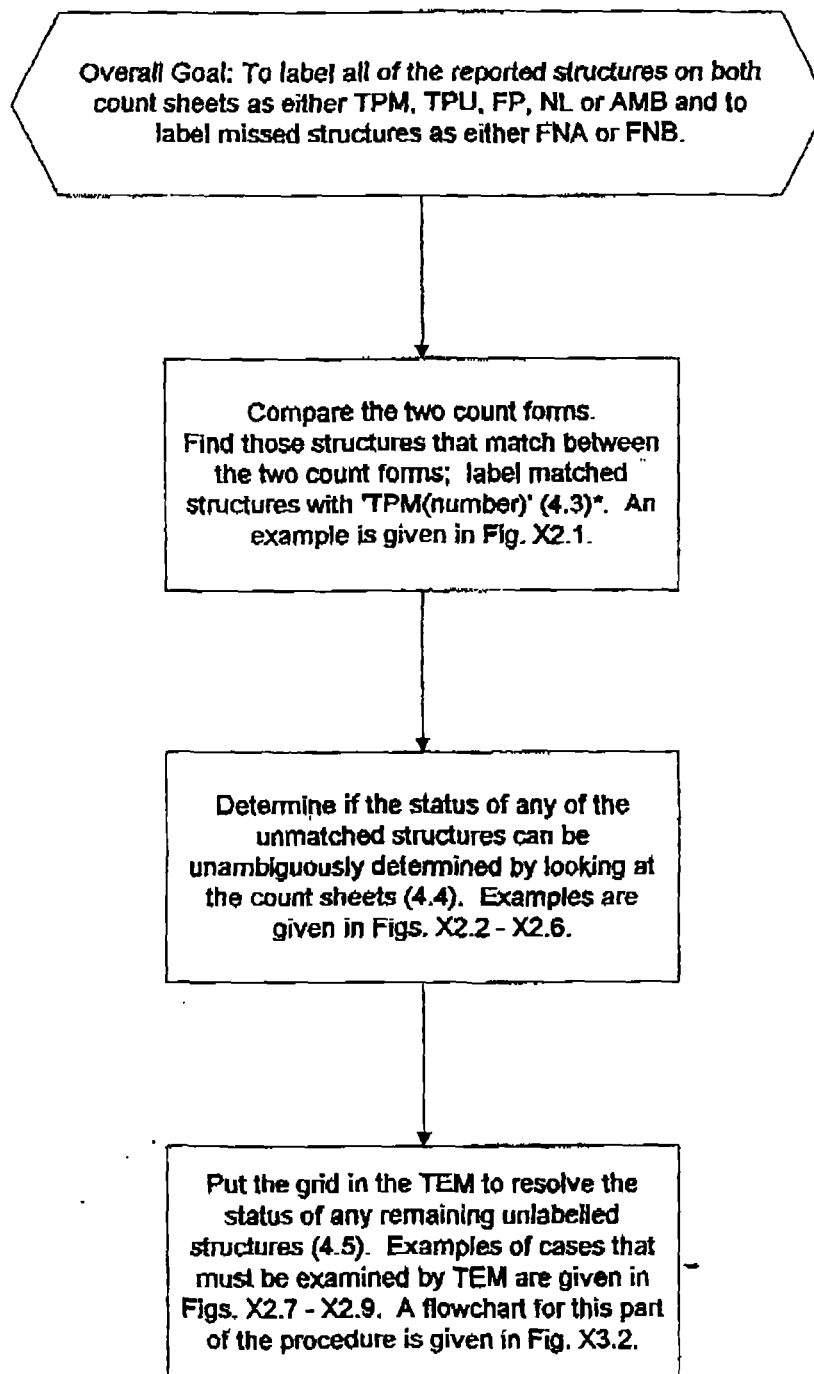 Overall Goal: To label all of the reported structures on both
count sheets as either TPM, TPU, FP, NL or AMB and to
label missed structures as either FNA or FNB.
Compare the two count forms.
Find those structures that match between
the two count forms; label matched
structures with 'TPM(number)' (4.3)*. An
example is given in Fig. X2.1.
Determine if the status of any of the
unmatched structures can be
unambiguously determined by looking at
the count sheets (4.4). Examples are
given in Figs. X2.2 - X2.6.
Put the grid in the TEM to resolve the
status of any remaining unlabelled
structures (4.5). Examples of cases that
must be examined by TEM are given in
Figs. X2.7 - X2.9. A flowchart for this part
of the procedure is given in Fig. X3.2.